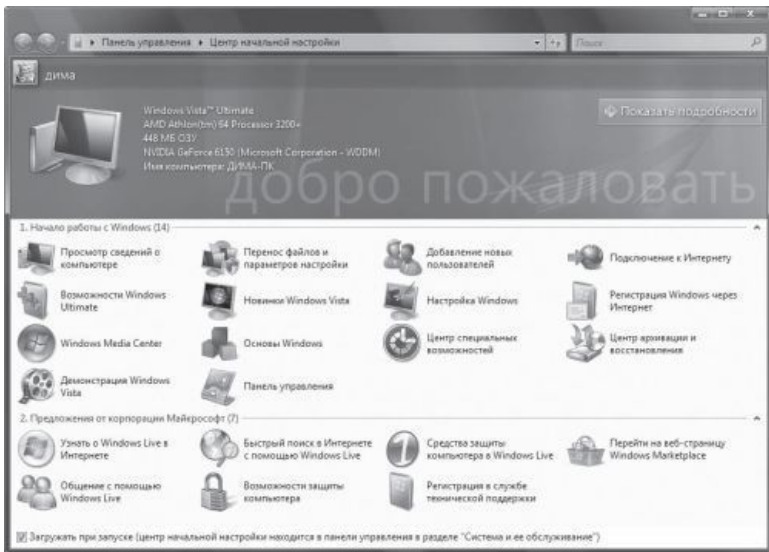 Панель управления ▸ Центр начальной настройки
Поиск
дима
Windows Vista™ Ultimate
AMD Athlon(tm) 64 Processor 3200+
448 МБ ОЗУ
NVIDIA GeForce 6150 (Microsoft Corporation - WDDM)
Имя компьютера: ДИМА-ПК
Показать подробности
добро пожаловать
1. Начало работы с Windows (14)
Просмотр сведений о компьютере
Перенос файлов и параметров настройки
Добавление новых пользователей
Подключение к Интернету
Возможности Windows Ultimate
Новинки Windows Vista
Настройка Windows
Регистрация Windows через Интернет
Windows Media Center
Основы Windows
Центр специальных возможностей
Центр архивации и восстановления
Демонстрация Windows Vista
Панель управления
2. Предложения от корпорации Майкрософт (7)
Узнать о Windows Live в Интернете
Быстрый поиск в Интернете с помощью Windows Live
Средства защиты компьютера в Windows Live
Перейти на веб-страницу Windows Marketplace
Общение с помощью Windows Live
Возможности защиты компьютера
Регистрация в службе технической поддержки
Загружать при запуске (центр начальной настройки находится в панели управления в разделе "Система и ее обслуживание")